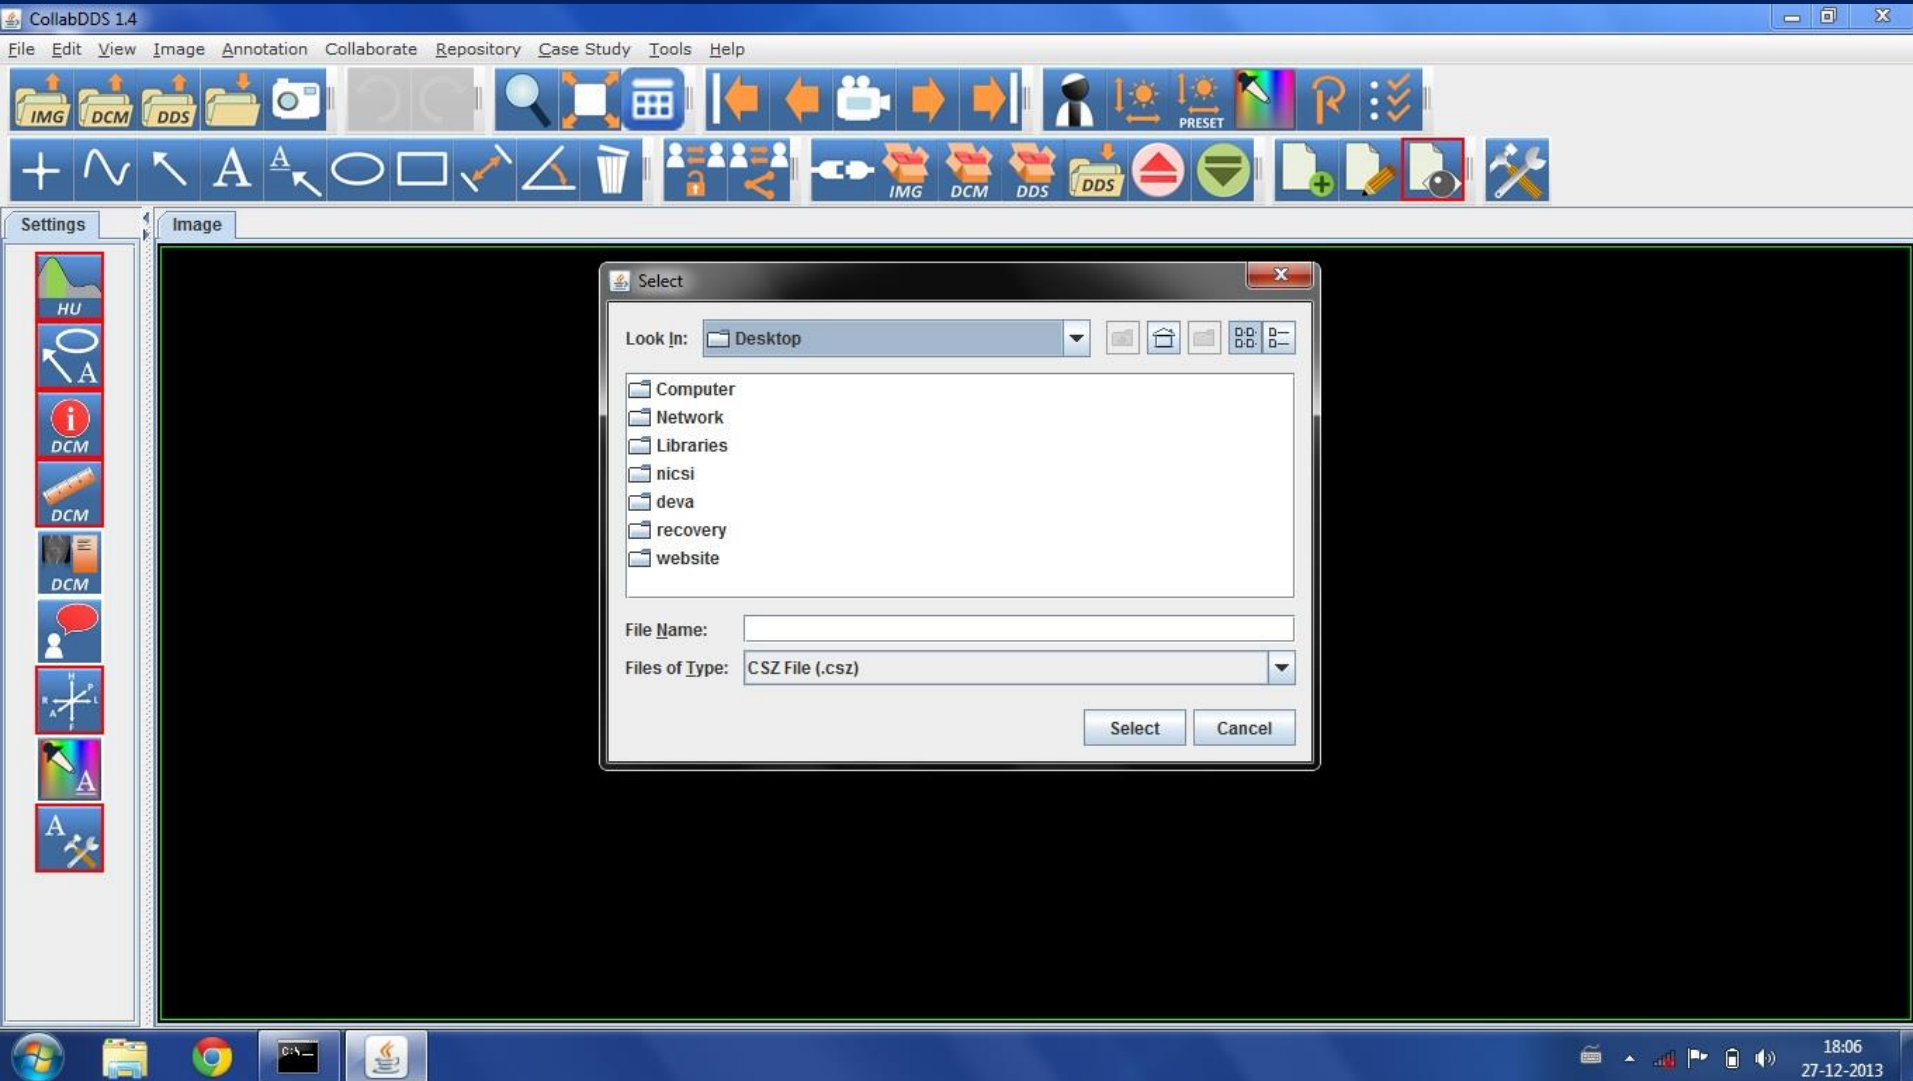 CollabDDS 1.4
File Edit View Image Annotation Collaborate Repository Case Study Tools Help
IMG DCM DDS PRESET
A A IMG DCM DDS DDS
Settings
Image
HU
A
DCM
DCM
DCM
H
R P L
A F
A
A
Select
Look In: Desktop
Computer
Network
Libraries
nicsi
deva
recovery
website
File Name:
Files of Type: CSZ File (.csz)
Select Cancel
C:\_
18:06
27-12-2013